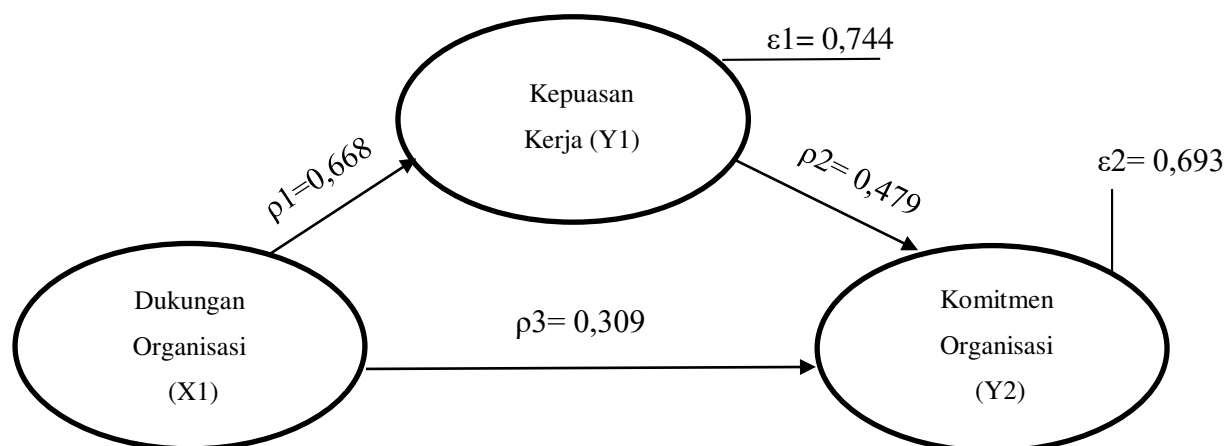 ε1= 0,744
Kepuasan
Kerja (Y1)
ρ1=0,668
ρ2= 0,479
ε2= 0,693
Dukungan
Organisasi
(X1)
ρ3= 0,309
Komitmen
Organisasi
(Y2)